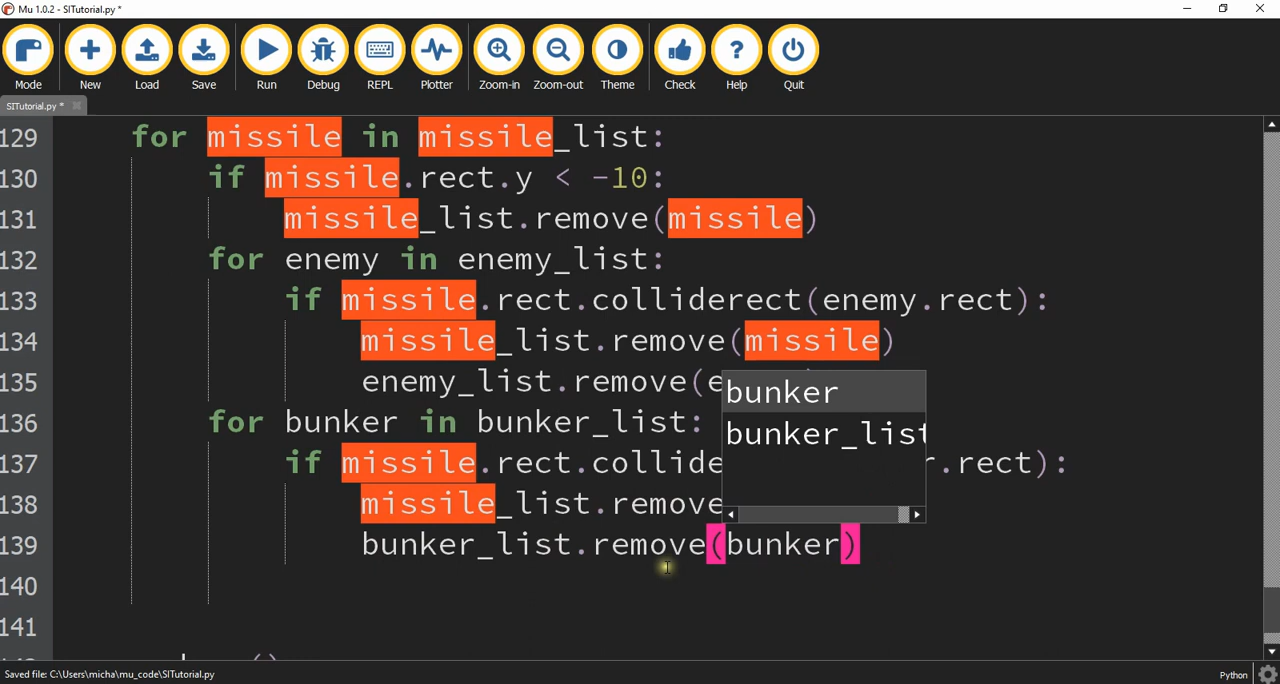 Mu 1.0.2 - SITutorial.py *
Mode New Load Save Run Debug REPL Plotter Zoom-in Zoom-out Theme Check Help Quit
SITutorial.py *
129 for missile in missile_list:
130 if missile.rect.y < -10:
131 missile_list.remove(missile)
132 for enemy in enemy_list:
133 if missile.rect.colliderect(enemy.rect):
134 missile_list.remove(missile)
135 enemy_list.remove(e
136 for bunker in bunker_list:
137 if missile.rect.collide .rect):
138 missile_list.remove
139 bunker_list.remove(bunker)
140
141
bunker
bunker_list
Saved file: C:\Users\micha\mu_code\SITutorial.py
Python